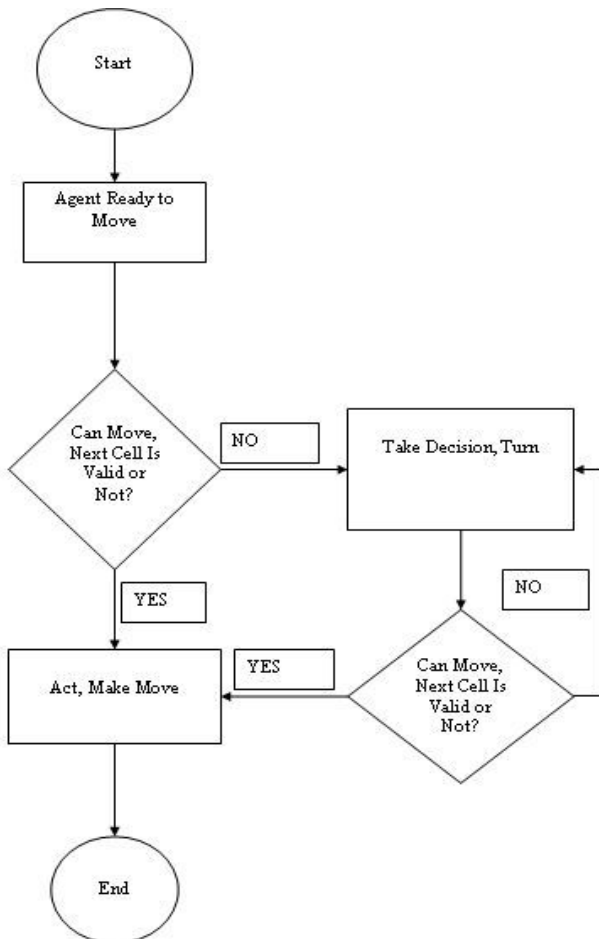 Start
Agent Ready to
Move
Can Move,
Next Cell Is
Valid or
Not?
NO
Take Decision, Turn
YES
NO
Act, Make Move
YES
Can Move,
Next Cell Is
Valid or
Not?
End